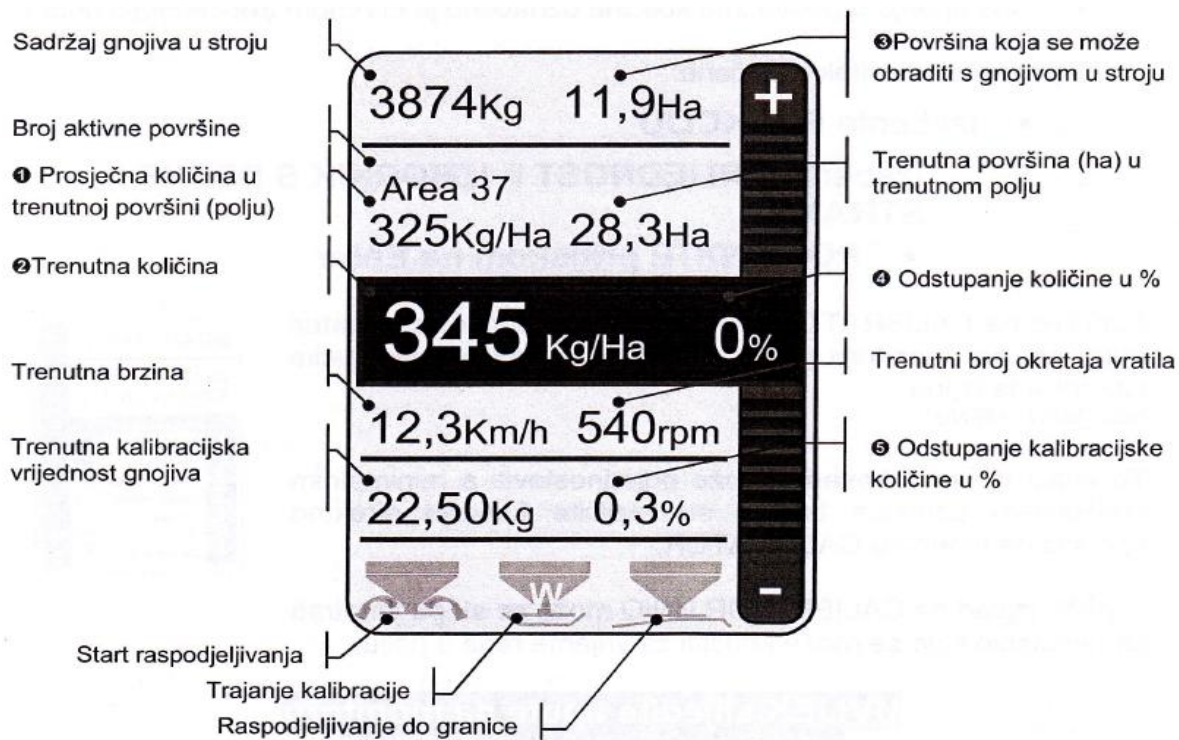 Sadržaj gnojiva u stroju
Broj aktivne površine
❶ Prosječna količina u
trenutnoj površini (polju)
❷Trenutna količina
Trenutna brzina
Trenutna kalibracijska
vrijednost gnojiva
3874Kg 11,9Ha
Area 37
325Kg/Ha 28,3Ha
345 Kg/Ha 0%
12,3Km/h 540rpm
22,50Kg 0,3%
W
+
-
❸Površina koja se može
obraditi s gnojivom u stroju
Trenutna površina (ha) u
trenutnom polju
❹ Odstupanje količine u %
Trenutni broj okretaja vratila
❺ Odstupanje kalibracijske
količine u %
Start raspodjeljivanja
Trajanje kalibracije
Raspodjeljivanje do granice